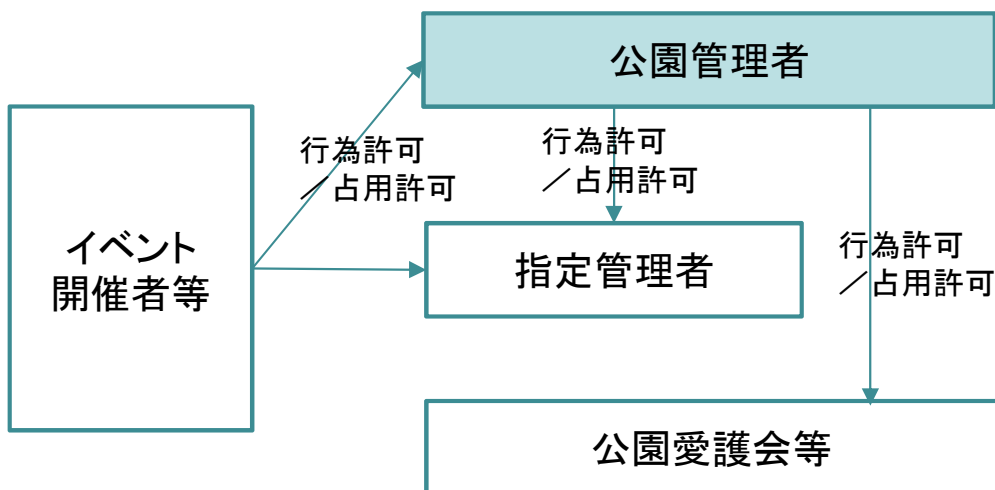 公園管理者
行為許可
／占用許可
行為許可
／占用許可
イベント
開催者等
指定管理者
行為許可
／占用許可
公園愛護会等